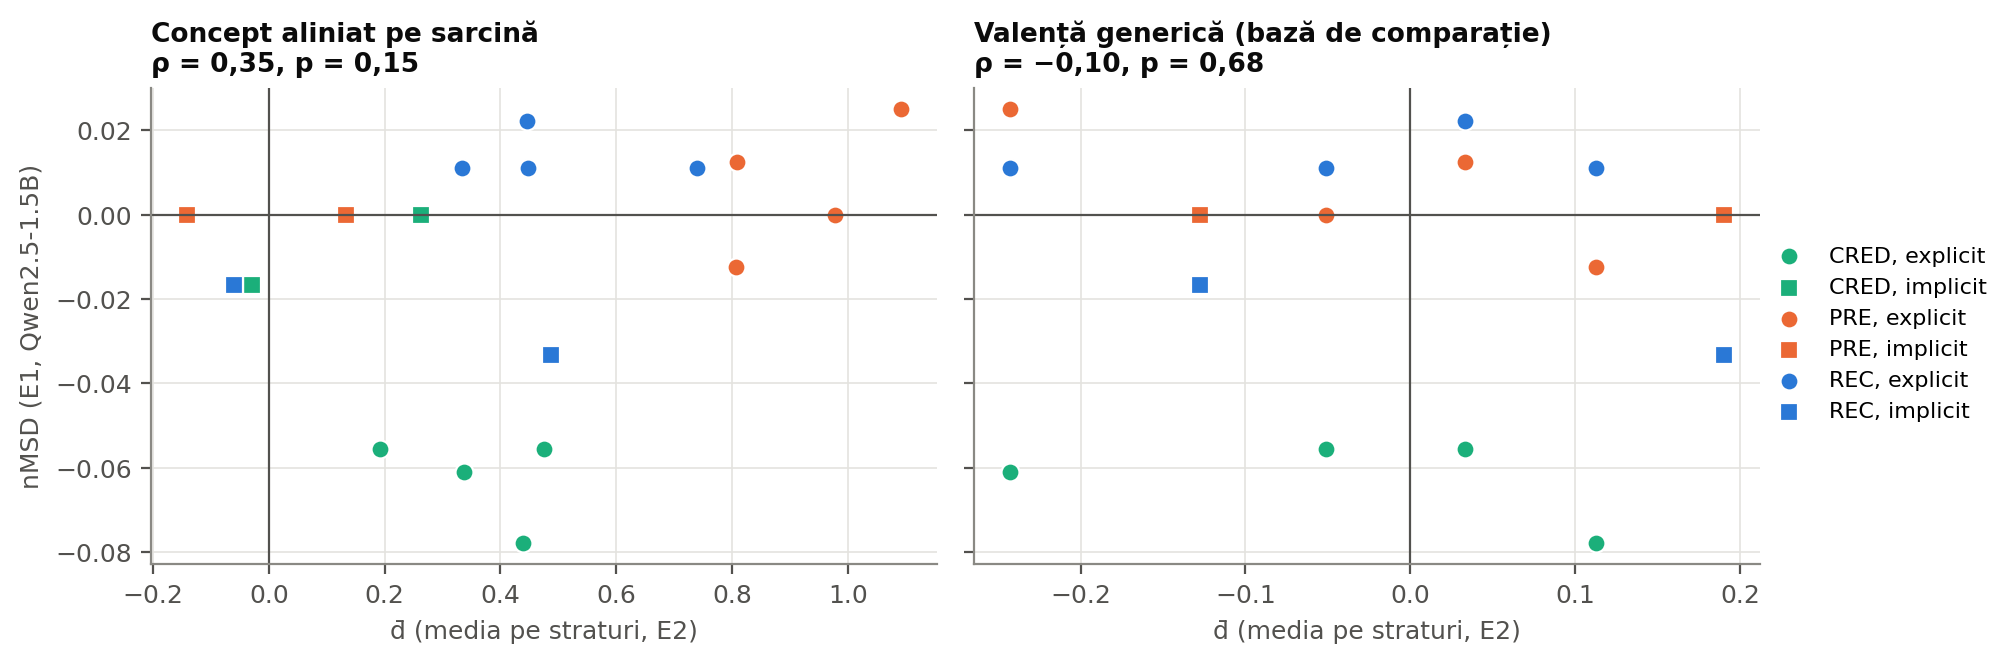 Concept aliniat pe sarcină
ρ = 0,35, p = 0,15
Valență generică (bază de comparație)
ρ = −0,10, p = 0,68
nMSD (E1, Qwen2.5-1.5B)
0.02
0.00
−0.02
−0.04
−0.06
−0.08
−0.2 0.0 0.2 0.4 0.6 0.8 1.0
d̄ (media pe straturi, E2)
−0.2 −0.1 0.0 0.1 0.2
d̄ (media pe straturi, E2)
CRED, explicit
CRED, implicit
PRE, explicit
PRE, implicit
REC, explicit
REC, implicit